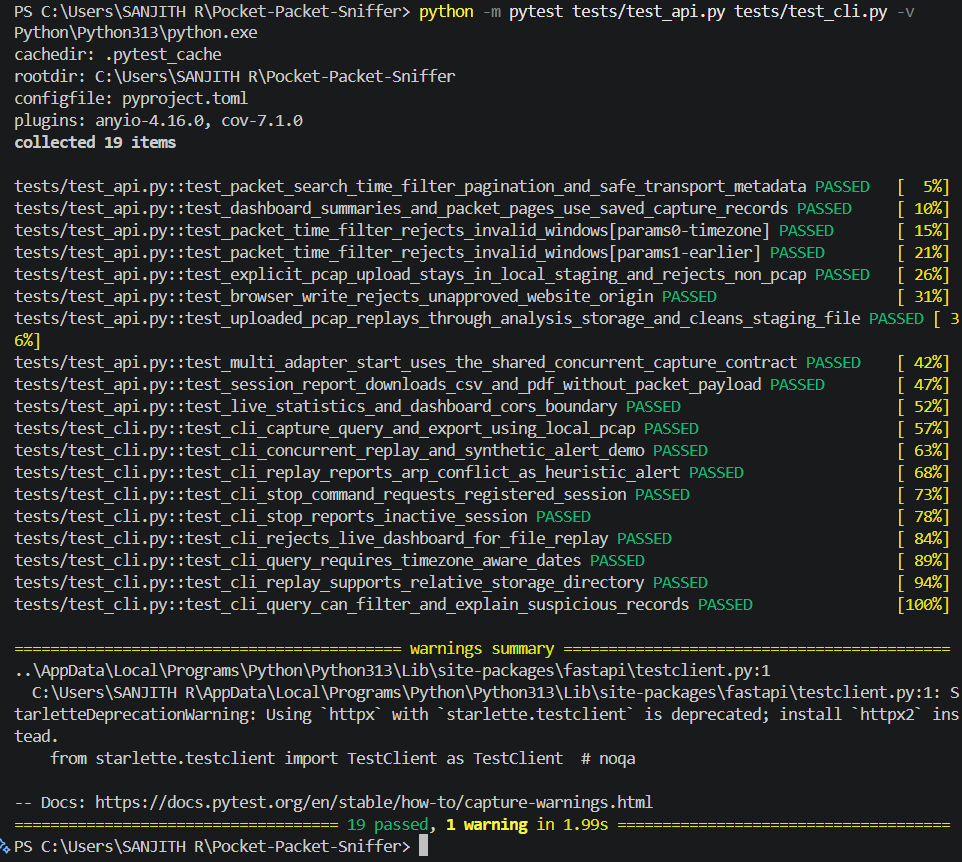 PS C:\Users\SANJITH R\Pocket-Packet-Sniffer> python -m pytest tests/test_api.py tests/test_cli.py -v
Python\Python313\python.exe
cachedir: .pytest_cache
rootdir: C:\Users\SANJITH R\Pocket-Packet-Sniffer
configfile: pyproject.toml
plugins: anyio-4.16.0, cov-7.1.0
collected 19 items

tests/test_api.py::test_packet_search_time_filter_pagination_and_safe_transport_metadata PASSED   [  5%]
tests/test_api.py::test_dashboard_summaries_and_packet_pages_use_saved_capture_records PASSED     [ 10%]
tests/test_api.py::test_packet_time_filter_rejects_invalid_windows[params0-timezone] PASSED       [ 15%]
tests/test_api.py::test_packet_time_filter_rejects_invalid_windows[params1-earlier] PASSED        [ 21%]
tests/test_api.py::test_explicit_pcap_upload_stays_in_local_staging_and_rejects_non_pcap PASSED   [ 26%]
tests/test_api.py::test_browser_write_rejects_unapproved_website_origin PASSED                    [ 31%]
tests/test_api.py::test_uploaded_pcap_replays_through_analysis_storage_and_cleans_staging_file PASSED [ 3
6%]
tests/test_api.py::test_multi_adapter_start_uses_the_shared_concurrent_capture_contract PASSED    [ 42%]
tests/test_api.py::test_session_report_downloads_csv_and_pdf_without_packet_payload PASSED        [ 47%]
tests/test_api.py::test_live_statistics_and_dashboard_cors_boundary PASSED                        [ 52%]
tests/test_cli.py::test_cli_capture_query_and_export_using_local_pcap PASSED                      [ 57%]
tests/test_cli.py::test_cli_concurrent_replay_and_synthetic_alert_demo PASSED                     [ 63%]
tests/test_cli.py::test_cli_replay_reports_arp_conflict_as_heuristic_alert PASSED                 [ 68%]
tests/test_cli.py::test_cli_stop_command_requests_registered_session PASSED                       [ 73%]
tests/test_cli.py::test_cli_stop_reports_inactive_session PASSED                                  [ 78%]
tests/test_cli.py::test_cli_rejects_live_dashboard_for_file_replay PASSED                         [ 84%]
tests/test_cli.py::test_cli_query_requires_timezone_aware_dates PASSED                            [ 89%]
tests/test_cli.py::test_cli_replay_supports_relative_storage_directory PASSED                     [ 94%]
tests/test_cli.py::test_cli_query_can_filter_and_explain_suspicious_records PASSED                [100%]

=========================================== warnings summary ===========================================
..\AppData\Local\Programs\Python\Python313\Lib\site-packages\fastapi\testclient.py:1
  C:\Users\SANJITH R\AppData\Local\Programs\Python\Python313\Lib\site-packages\fastapi\testclient.py:1: S
tarletteDeprecationWarning: Using `httpx` with `starlette.testclient` is deprecated; install `httpx2` ins
tead.
    from starlette.testclient import TestClient as TestClient  # noqa

-- Docs: https://docs.pytest.org/en/stable/how-to/capture-warnings.html
==================================== 19 passed, 1 warning in 1.99s =====================================
PS C:\Users\SANJITH R\Pocket-Packet-Sniffer>